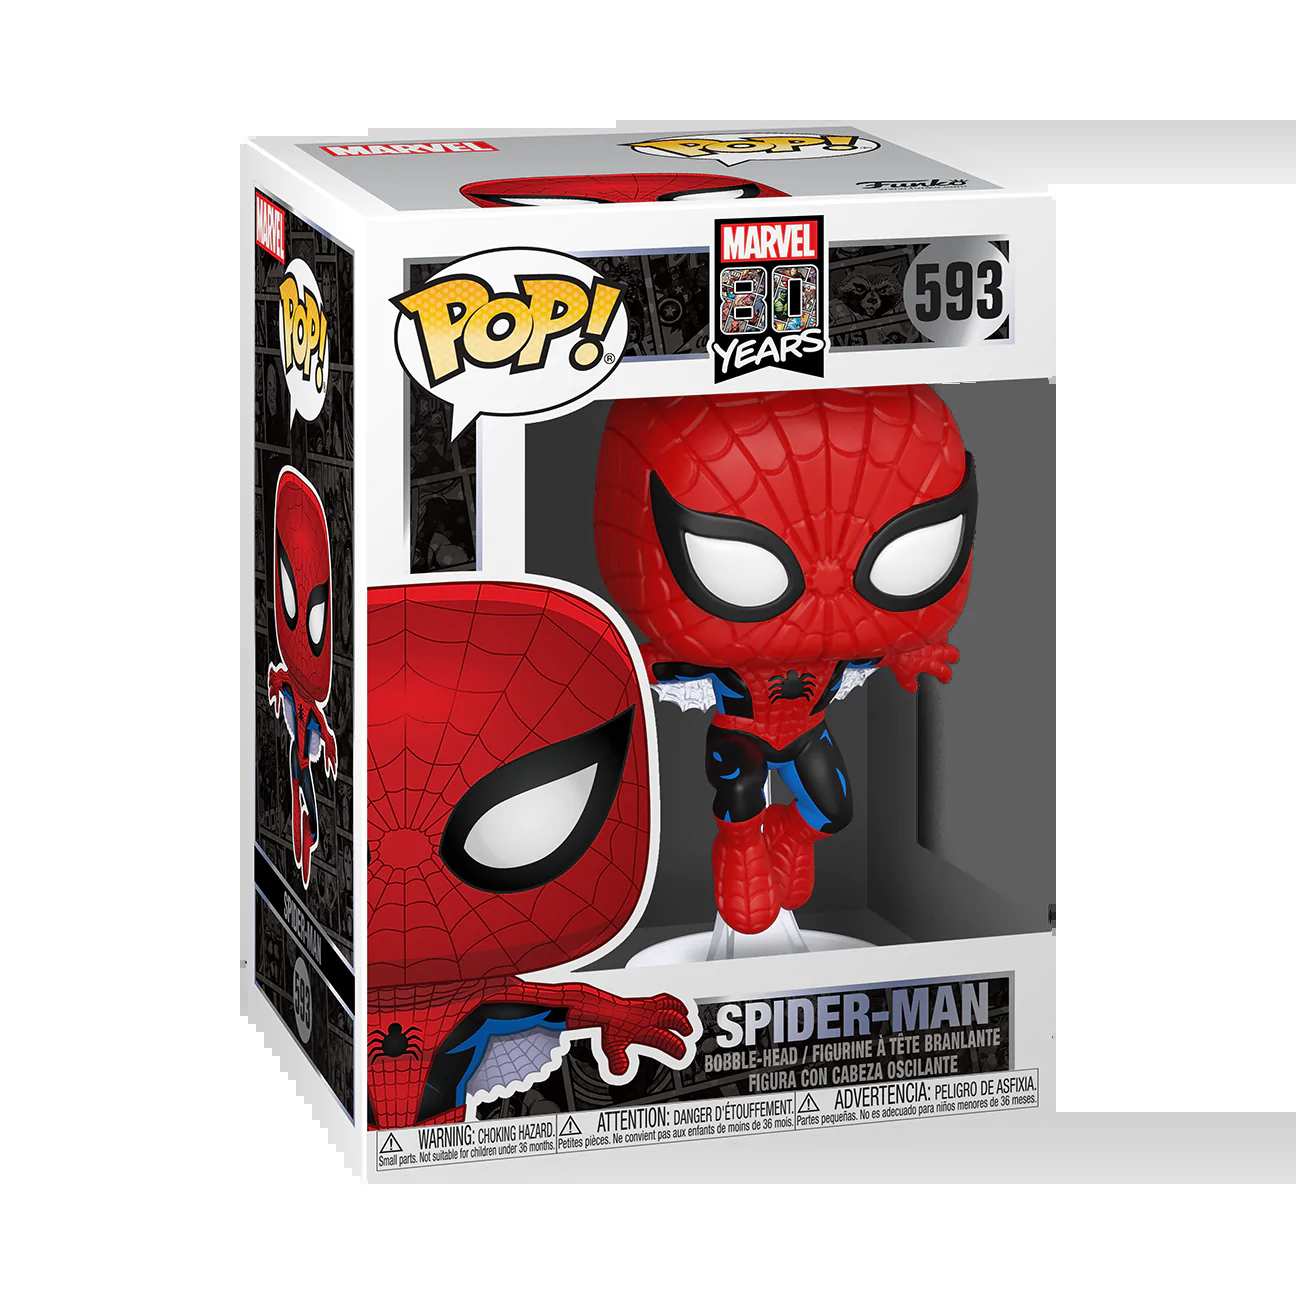 MARVEL
POP!
Funko
MARVEL
POP!
SPIDER-MAN
593
POP!®
MARVEL
80
YEARS
593
SPIDER-MAN
BOBBLE-HEAD / FIGURINE À TÊTE BRANLANTE
FIGURA CON CABEZA OSCILANTE
WARNING: CHOKING HAZARD.
Small parts. Not suitable for children under 36 months.
ATTENTION: DANGER D'ÉTOUFFEMENT.
Petites pièces. Ne convient pas aux enfants de moins de 36 mois.
ADVERTENCIA: PELIGRO DE ASFIXIA.
Partes pequeñas. No es adecuado para niños menores de 36 meses.